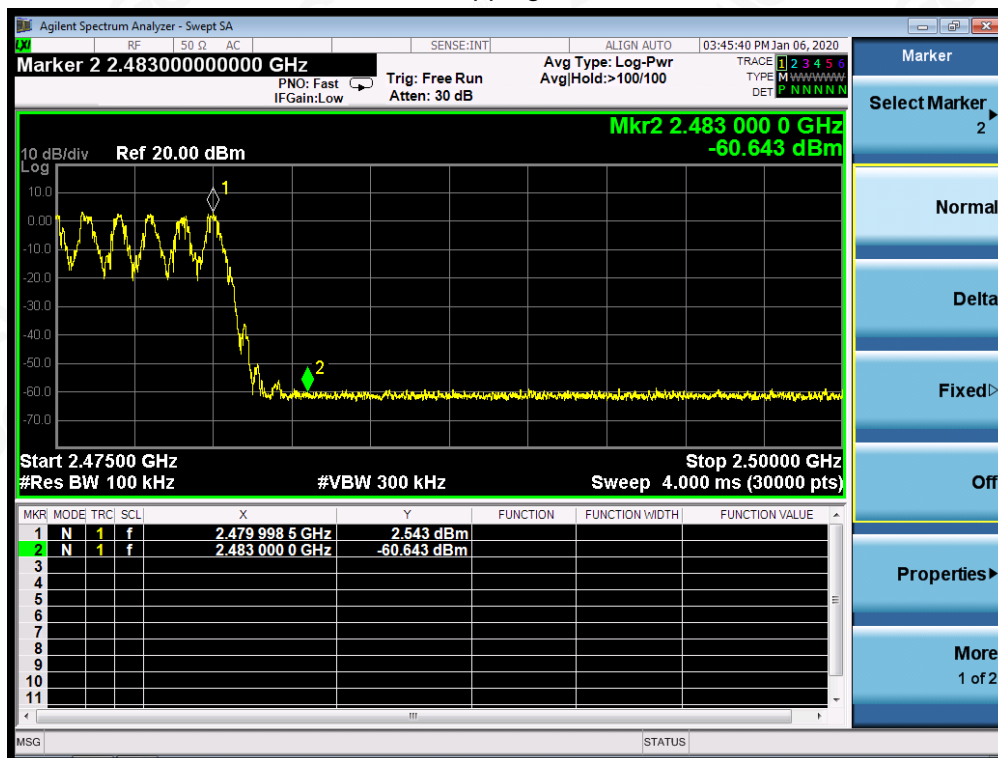 Agilent Spectrum Analyzer - Swept SA
LXI RF 50 Ω AC SENSE:INT ALIGN AUTO 03:45:40 PM Jan 06, 2020
Marker 2 2.483000000000 GHz
PNO: Fast
IFGain:Low
Trig: Free Run
Atten: 30 dB
Avg Type: Log-Pwr
Avg|Hold:>100/100
TRACE 1 2 3 4 5 6
TYPE M WWWWW
DET P N N N N N
Mkr2 2.483 000 0 GHz
-60.643 dBm
10 dB/div Ref 20.00 dBm
Log
10.0
0.00
-10.0
-20.0
-30.0
-40.0
-50.0
-60.0
-70.0
1
2
Start 2.47500 GHz Stop 2.50000 GHz
#Res BW 100 kHz #VBW 300 kHz Sweep 4.000 ms (30000 pts)
MKR MODE TRC SCL X Y FUNCTION FUNCTION WIDTH FUNCTION VALUE
1 N 1 f 2.479 998 5 GHz 2.543 dBm
2 N 1 f 2.483 000 0 GHz -60.643 dBm
3
4
5
6
7
8
9
10
11
MSG STATUS
Marker
Select Marker
2
Normal
Delta
Fixed
Off
Properties
More
1 of 2